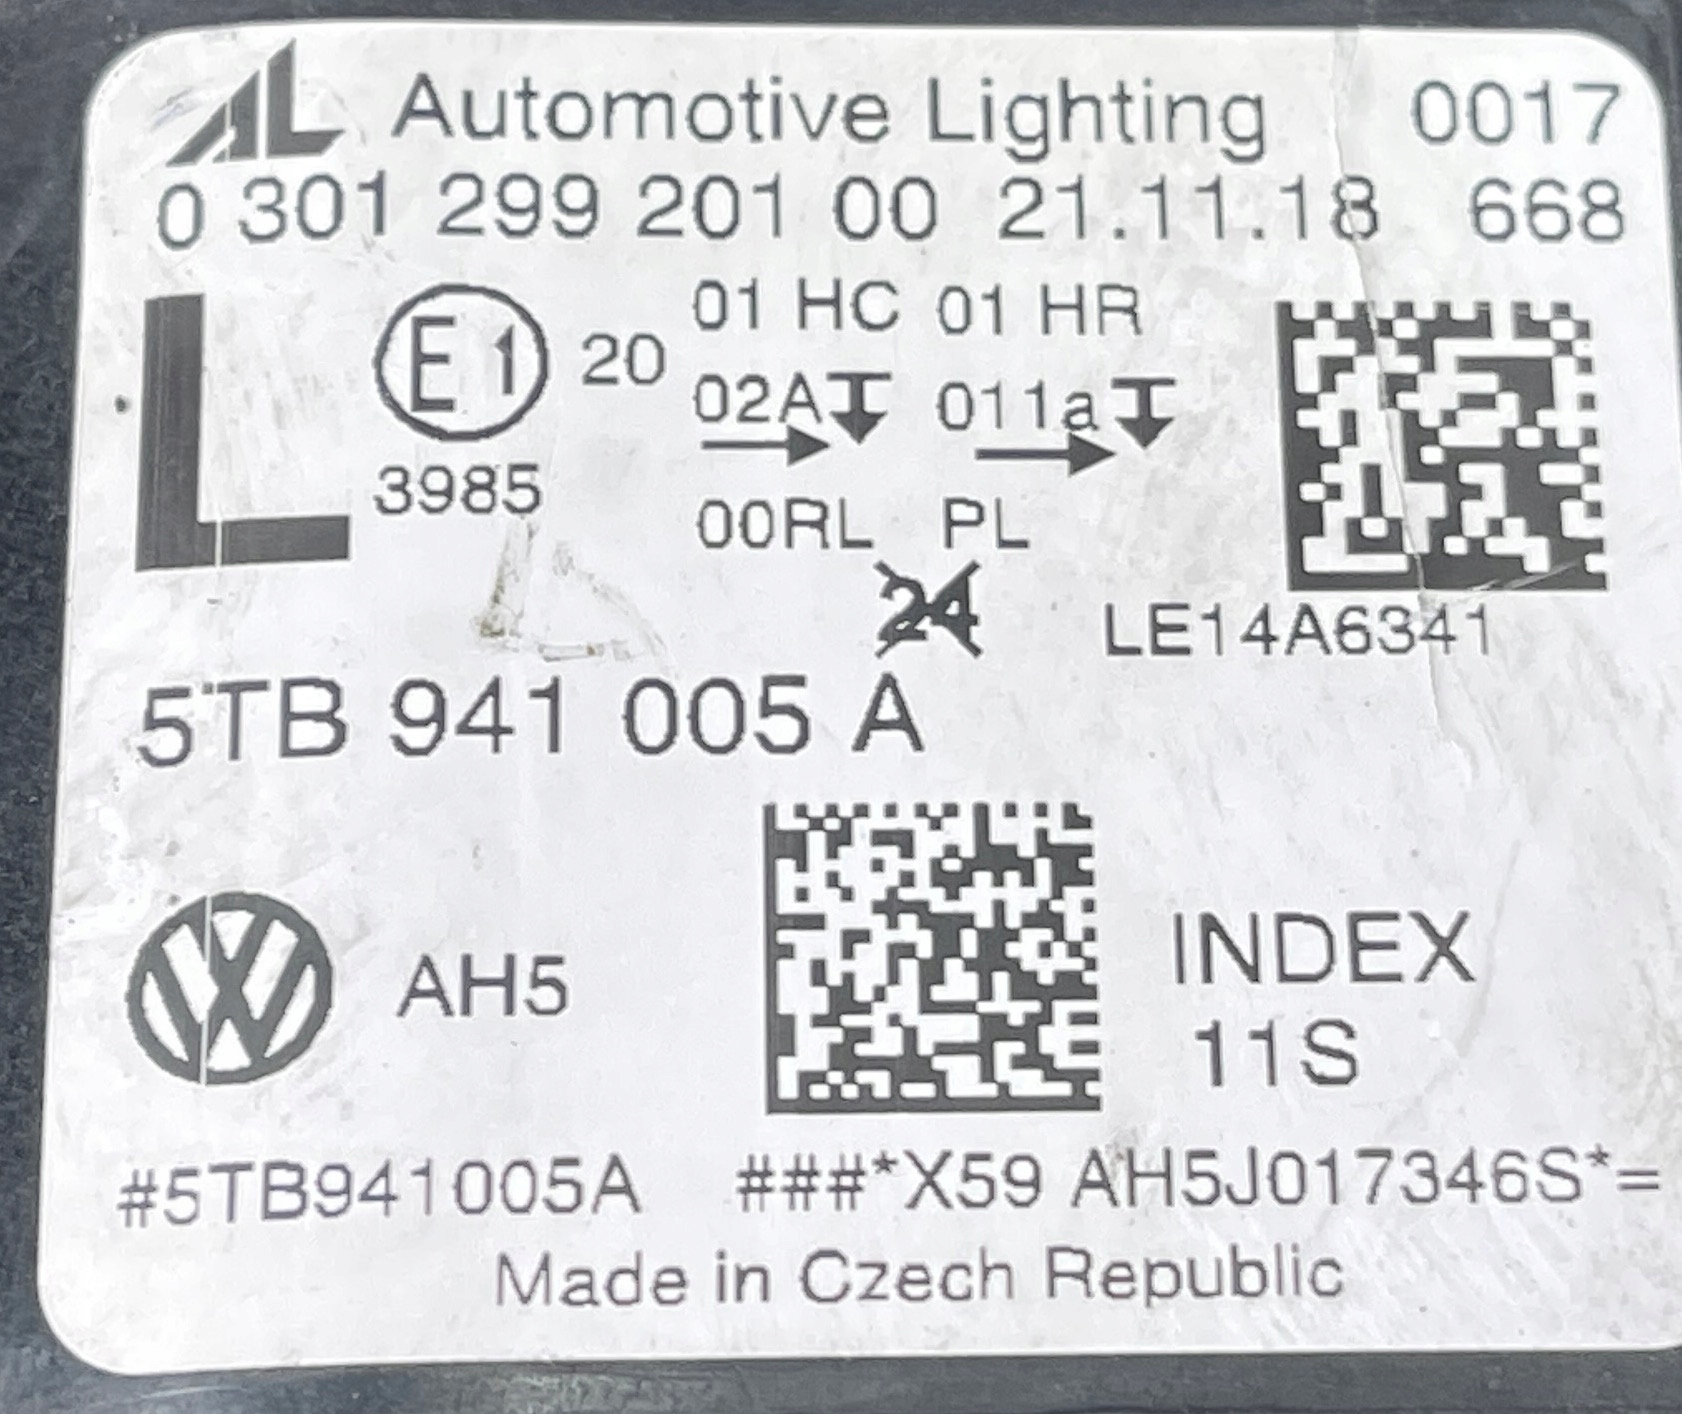 AL Automotive Lighting 0017
0 301 299 201 00 21.11.18 668
L E1 20 01 HC 01 HR
02A 011a
3985
00RL PL
24 LE14A6341
5TB 941 005 A
VW AH5 INDEX
11S
#5TB941005A ###*X59 AH5J017346S*=
Made in Czech Republic